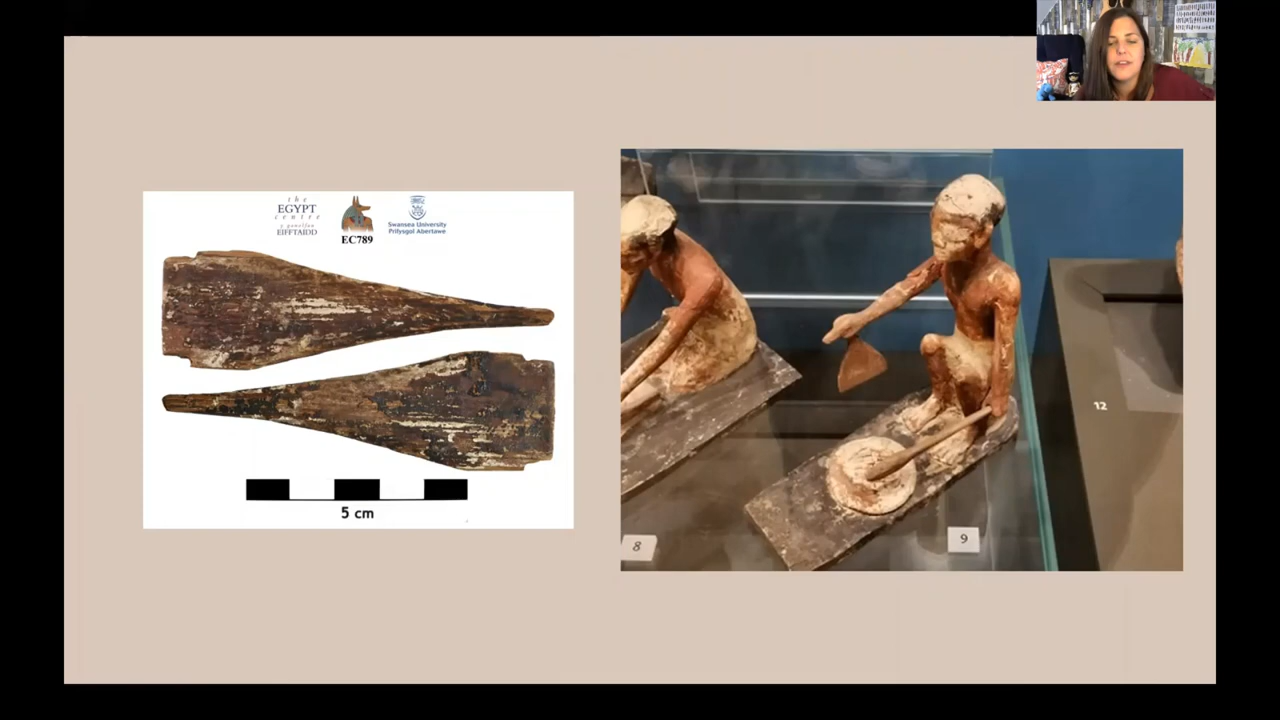 the
EGYPT
centre
y ganolfan
EIFFTAIDD
EC789
Swansea University
Prifysgol Abertawe
5 cm
8
9
12